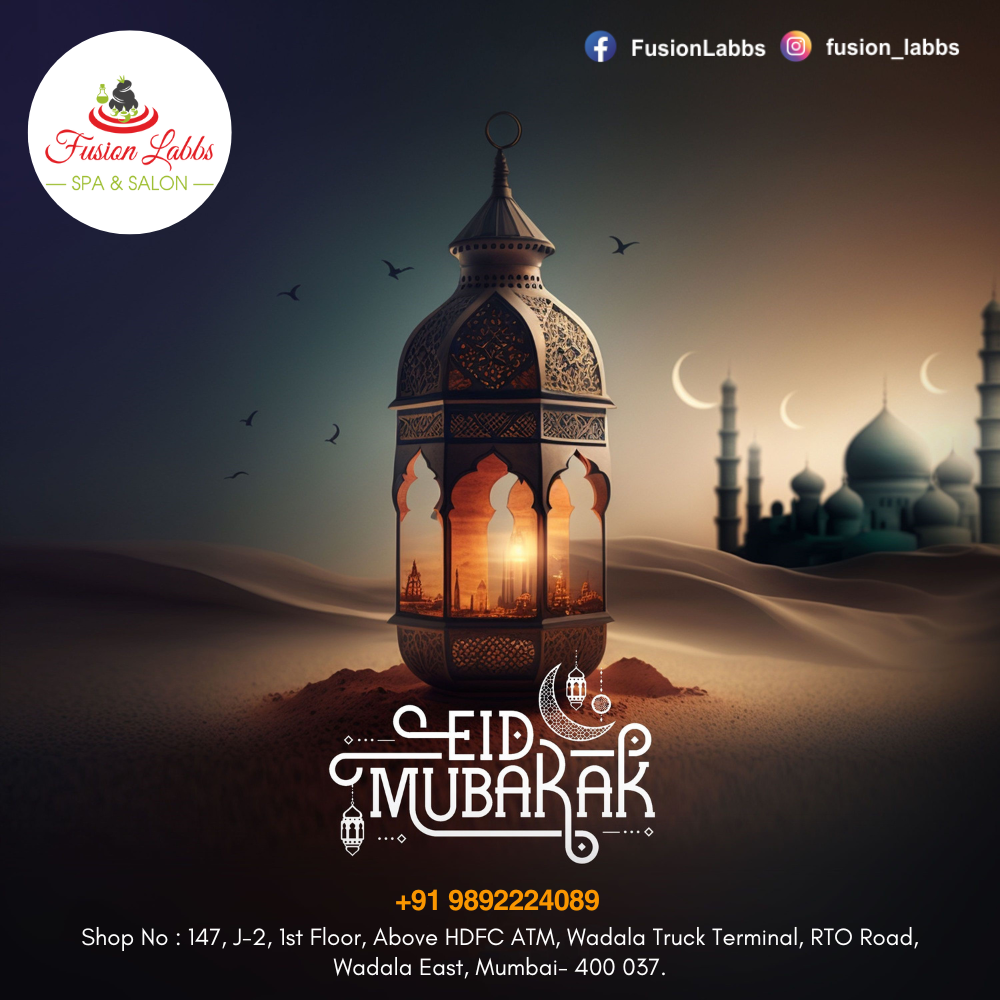 Fusion Labbs
SPA & SALON
FusionLabbs
fusion_labbs
EID
MUBARAK
+91 9892224089
Shop No : 147, J-2, 1st Floor, Above HDFC ATM, Wadala Truck Terminal, RTO Road,
Wadala East, Mumbai- 400 037.